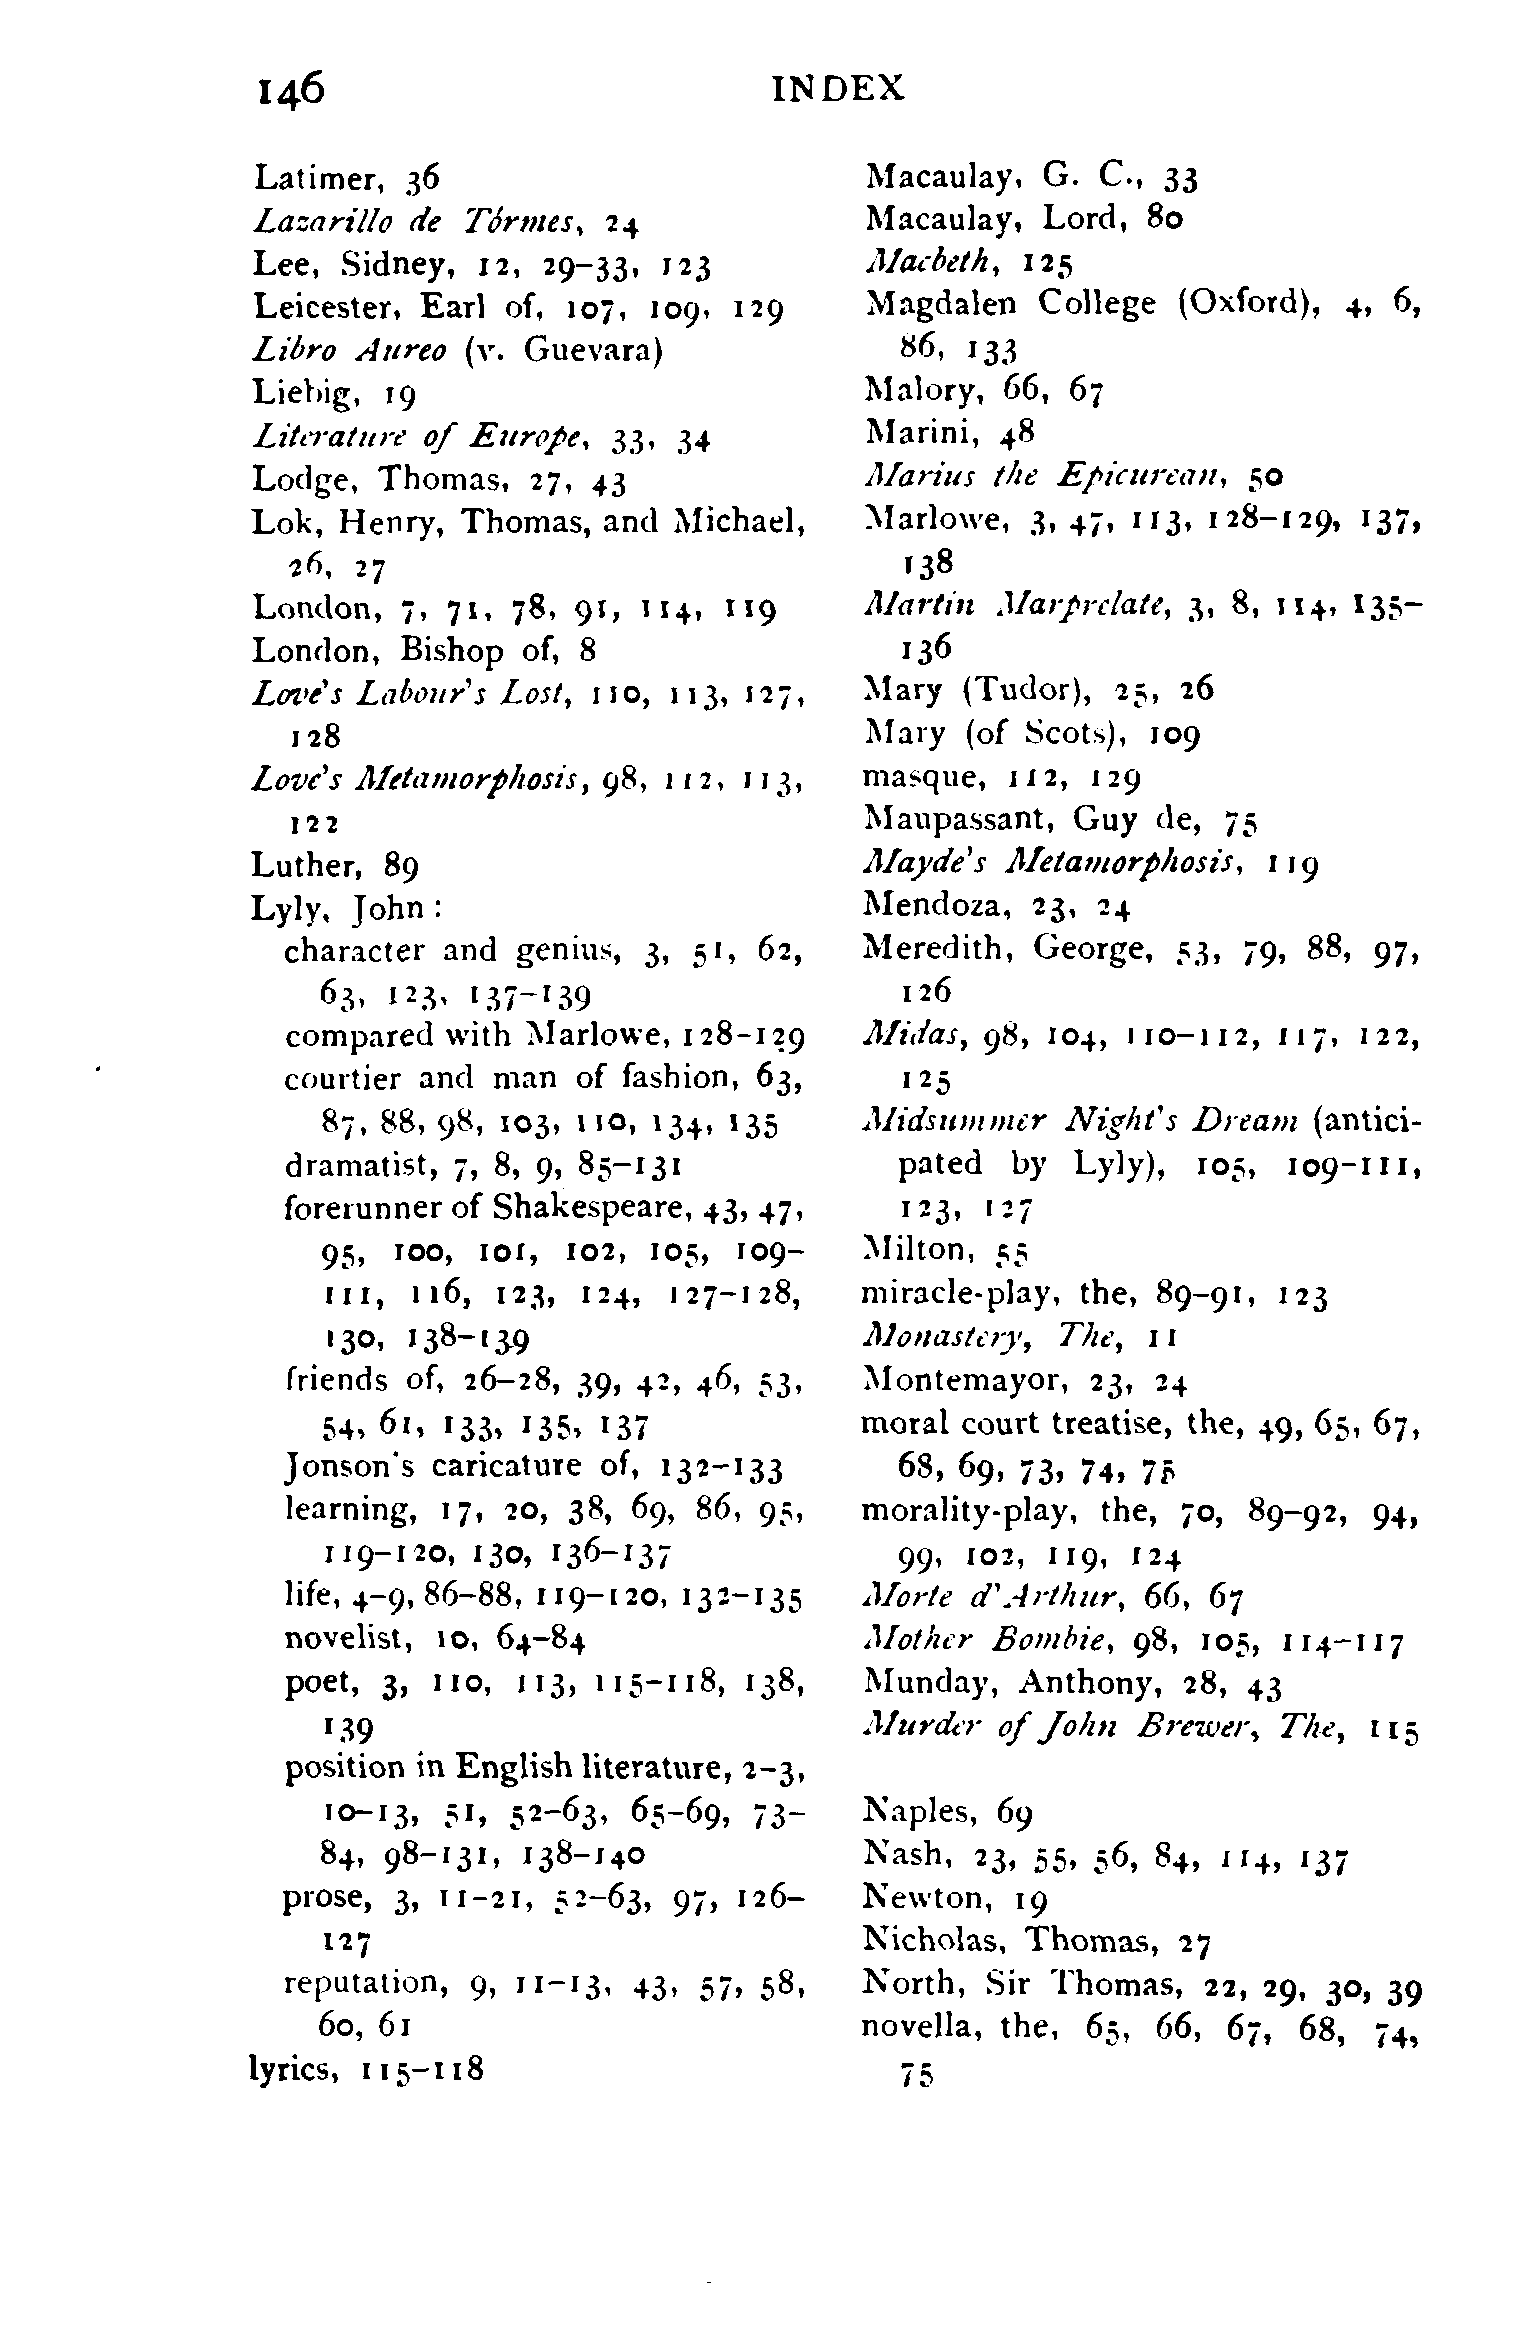 146 INDEX
Latimer, 36
Lazarillo de Tórmes, 24
Lee, Sidney, 12, 29–33, 123
Leicester, Earl of, 107, 109, 129
Libro Aureo (v. Guevara)
Liebig, 19
Literature of Europe, 33, 34
Lodge, Thomas, 27, 43
Lok, Henry, Thomas, and Michael,
26, 27
London, 7, 71, 78, 91, 114, 119
London, Bishop of, 8
Love's Labour's Lost, 110, 113, 127,
128
Love's Metamorphosis, 98, 112, 113,
122
Luther, 89
Lyly, John :
character and genius, 3, 51, 62,
63, 123, 137–139
compared with Marlowe, 128–129
courtier and man of fashion, 63,
87, 88, 98, 103, 110, 134, 135
dramatist, 7, 8, 9, 85–131
forerunner of Shakespeare, 43, 47,
95, 100, 101, 102, 105, 109–
111, 116, 123, 124, 127–128,
130, 138–139
friends of, 26–28, 39, 42, 46, 53,
54, 61, 133, 135, 137
Jonson's caricature of, 132–133
learning, 17, 20, 38, 69, 86, 95,
119–120, 130, 136–137
life, 4–9, 86–88, 119–120, 132–135
novelist, 10, 64–84
poet, 3, 110, 113, 115–118, 138,
139
position in English literature, 2–3,
10–13, 51, 52–63, 65–69, 73–
84, 98–131, 138–140
prose, 3, 11–21, 52–63, 97, 126–
127
reputation, 9, 11–13, 43, 57, 58,
60, 61
lyrics, 115–118
Macaulay, G. C., 33
Macaulay, Lord, 80
Macbeth, 125
Magdalen College (Oxford), 4, 6,
86, 133
Malory, 66, 67
Marini, 48
Marius the Epicurean, 50
Marlowe, 3, 47, 113, 128–129, 137,
138
Martin Marprelate, 3, 8, 114, 135–
136
Mary (Tudor), 25, 26
Mary (of Scots), 109
masque, 112, 129
Maupassant, Guy de, 75
Mayde's Metamorphosis, 119
Mendoza, 23, 24
Meredith, George, 53, 79, 88, 97,
126
Midas, 98, 104, 110–112, 117, 122,
125
Midsummer Night's Dream (antici-
pated by Lyly), 105, 109–111,
123, 127
Milton, 55
miracle-play, the, 89–91, 123
Monastery, The, 11
Montemayor, 23, 24
moral court treatise, the, 49, 65, 67,
68, 69, 73, 74, 75
morality-play, the, 70, 89–92, 94,
99, 102, 119, 124
Morte d'Arthur, 66, 67
Mother Bombie, 98, 105, 114–117
Munday, Anthony, 28, 43
Murder of John Brewer, The, 115
Naples, 69
Nash, 23, 55, 56, 84, 114, 137
Newton, 19
Nicholas, Thomas, 27
North, Sir Thomas, 22, 29, 30, 39
novella, the, 65, 66, 67, 68, 74,
75